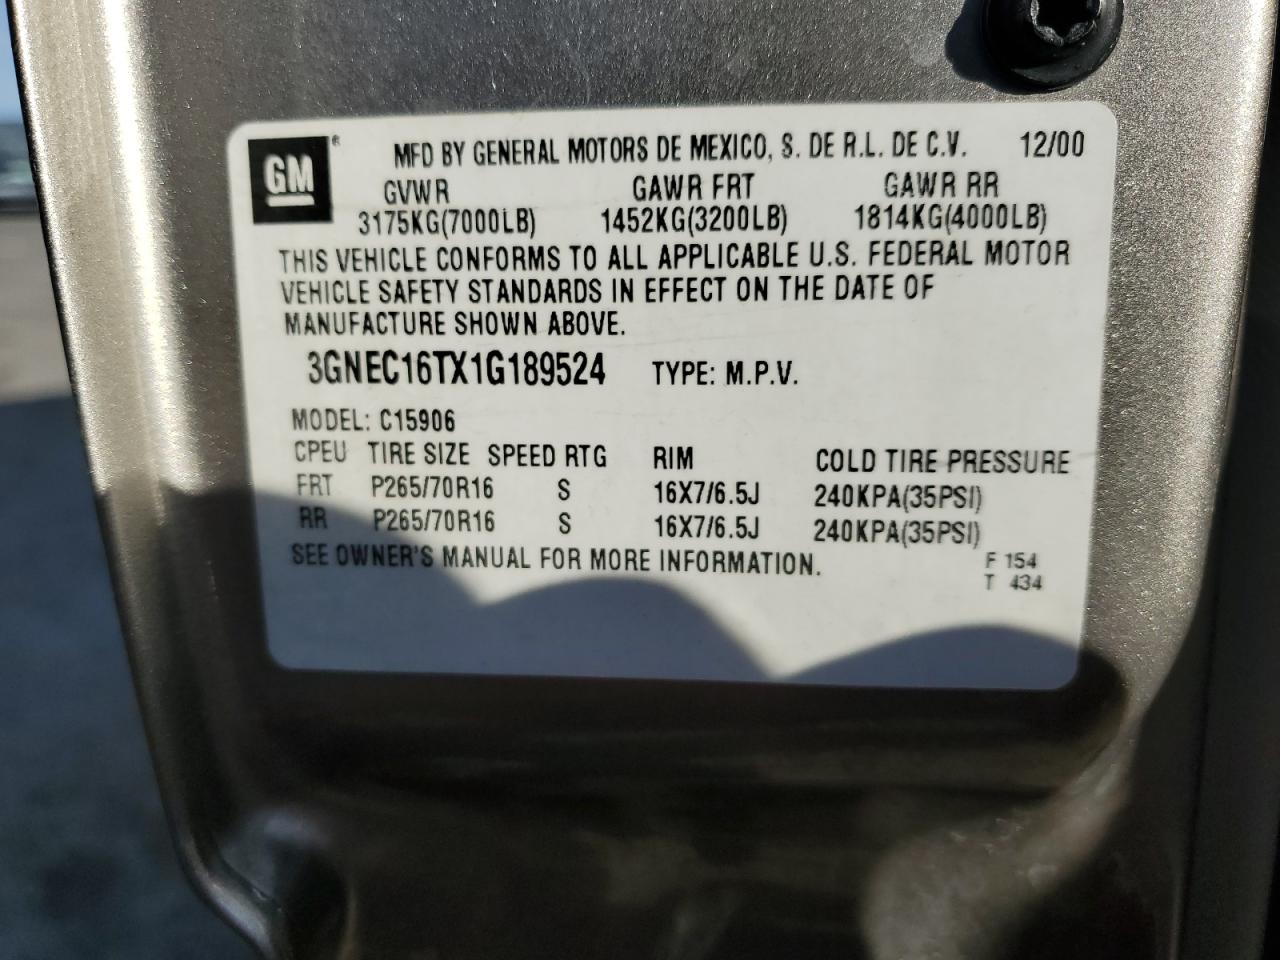 GM ® MFD BY GENERAL MOTORS DE MEXICO, S. DE R.L. DE C.V. 12/00
GVWR GAWR FRT GAWR RR
3175KG(7000LB) 1452KG(3200LB) 1814KG(4000LB)
THIS VEHICLE CONFORMS TO ALL APPLICABLE U.S. FEDERAL MOTOR
VEHICLE SAFETY STANDARDS IN EFFECT ON THE DATE OF
MANUFACTURE SHOWN ABOVE.
3GNEC16TX1G189524 TYPE: M.P.V.
MODEL: C15906
CPEU TIRE SIZE SPEED RTG RIM COLD TIRE PRESSURE
FRT P265/70R16 S 16X7/6.5J 240KPA(35PSI)
RR P265/70R16 S 16X7/6.5J 240KPA(35PSI)
SEE OWNER'S MANUAL FOR MORE INFORMATION.
F 154
T 434